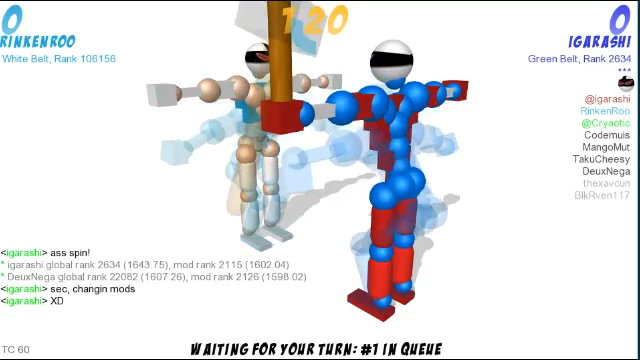 0
120
0
RINKENROO
IGARASHI
White Belt, Rank 106156
Green Belt, Rank 2634
***
@igarashi
RinkenRoo
@Cryaotic
Codemuis
MangoMut
TakuCheesy
DeuxNega
thexavcun
BlkRven117
<igarashi> ass spin!
* igarashi global rank 2634 (1643.75), mod rank 2115 (1602.04)
* DeuxNega global rank 22082 (1607.26), mod rank 2126 (1598.02)
<igarashi> sec, changin mods
<igarashi> XD
TC 60
WAITING FOR YOUR TURN: #1 IN QUEUE